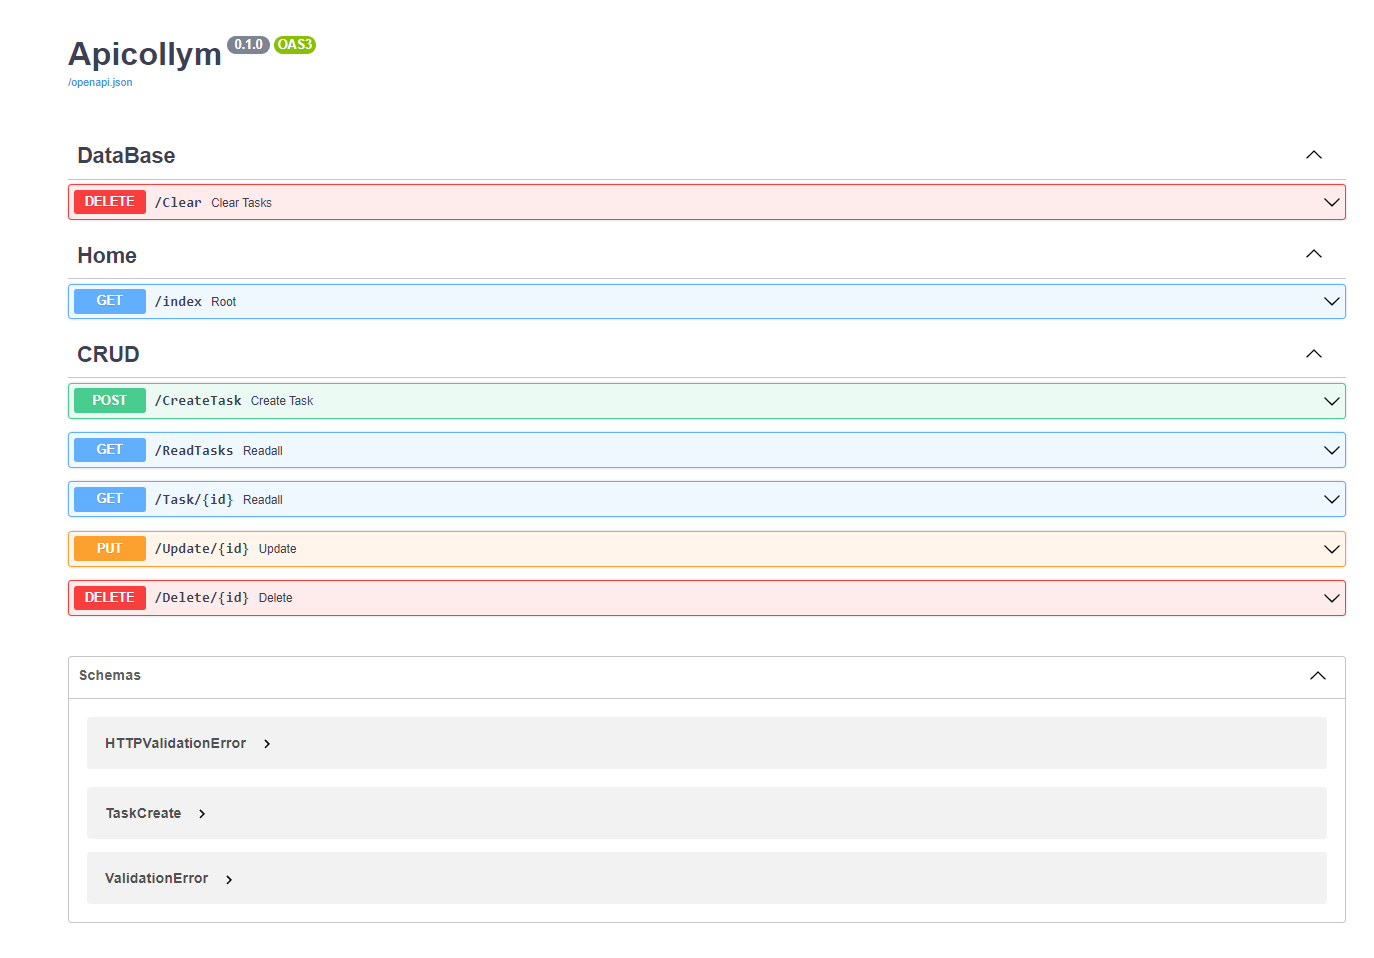 Apicollym 0.1.0 OAS3
/openapi.json
DataBase
DELETE /Clear Clear Tasks
Home
GET /index Root
CRUD
POST /CreateTask Create Task
GET /ReadTasks Readall
GET /Task/{id} Readall
PUT /Update/{id} Update
DELETE /Delete/{id} Delete
Schemas
HTTPValidationError
TaskCreate
ValidationError